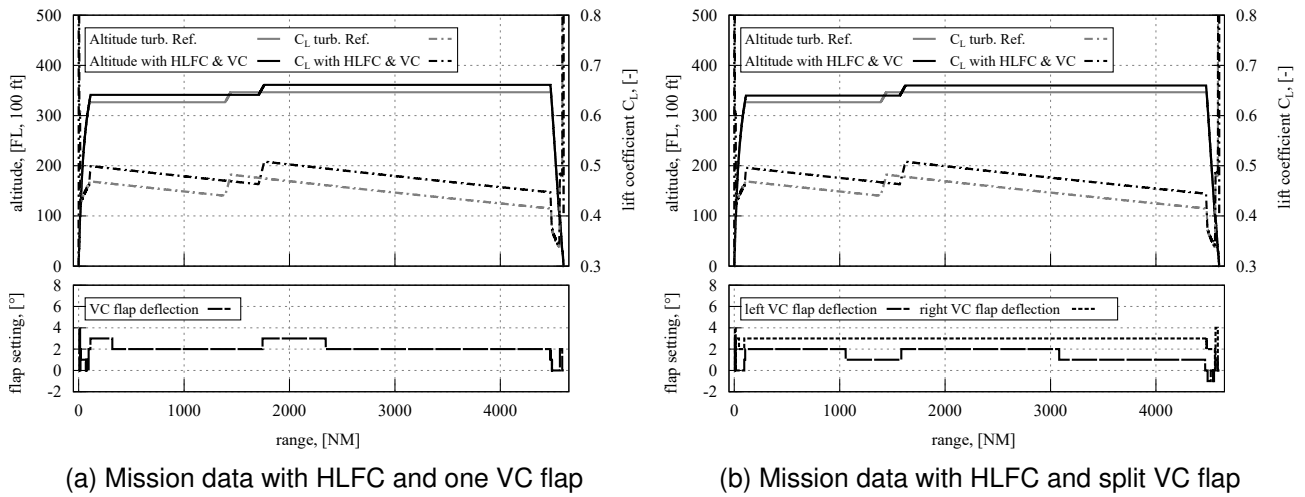 500
400
300
200
100
0
altitude, [FL, 100 ft]
Altitude turb. Ref.
C_L turb. Ref.
Altitude with HLFC & VC
C_L with HLFC & VC
0.8
0.7
0.6
0.5
0.4
0.3
lift coefficient C_L, [-]
8
6
4
2
0
-2
flap setting, [°]
VC flap deflection
0 1000 2000 3000 4000
range, [NM]
(a) Mission data with HLFC and one VC flap
500
400
300
200
100
0
altitude, [FL, 100 ft]
Altitude turb. Ref.
C_L turb. Ref.
Altitude with HLFC & VC
C_L with HLFC & VC
0.8
0.7
0.6
0.5
0.4
0.3
lift coefficient C_L, [-]
8
6
4
2
0
-2
flap setting, [°]
left VC flap deflection
right VC flap deflection
0 1000 2000 3000 4000
range, [NM]
(b) Mission data with HLFC and split VC flap